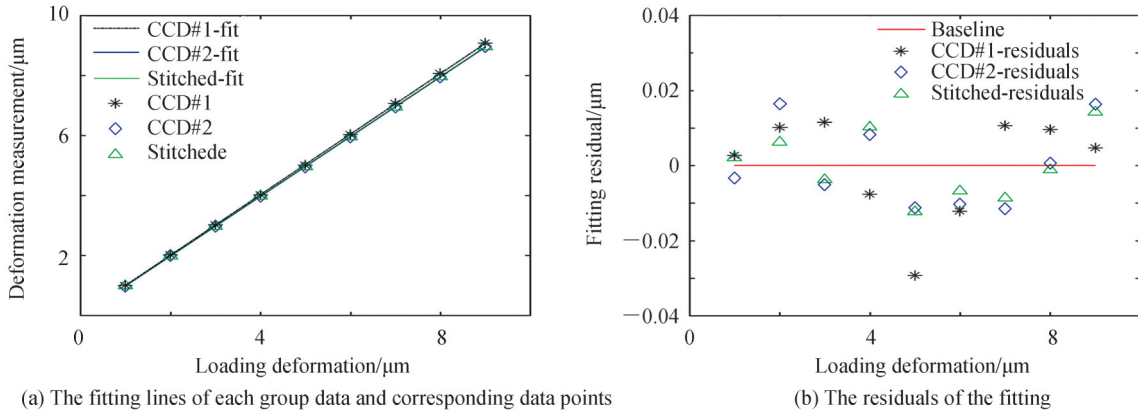 10
6
2
0
4
8
Deformation measurement/μm
Loading deformation/μm
CCD#1-fit
CCD#2-fit
Stitched-fit
CCD#1
CCD#2
Stitchede
(a) The fitting lines of each group data and corresponding data points
0.04
0.02
0
−0.02
−0.04
0
4
8
Fitting residual/μm
Loading deformation/μm
Baseline
CCD#1-residuals
CCD#2-residuals
Stitched-residuals
(b) The residuals of the fitting